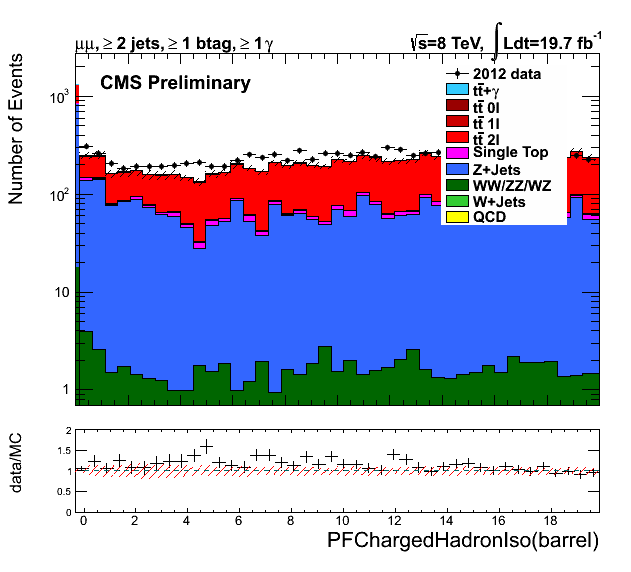 μμ, ≥ 2 jets, ≥ 1 btag, ≥ 1 γ √s=8 TeV, ∫ Ldt=19.7 fb⁻¹
CMS Preliminary
Number of Events
10³
10²
10
1
2012 data
tt̄+γ
tt̄ 0l
tt̄ 1l
tt̄ 2l
Single Top
Z+Jets
WW/ZZ/WZ
W+Jets
QCD
data/MC
2
1.5
1
0.5
0
0 2 4 6 8 10 12 14 16 18
PFChargedHadronIso(barrel)